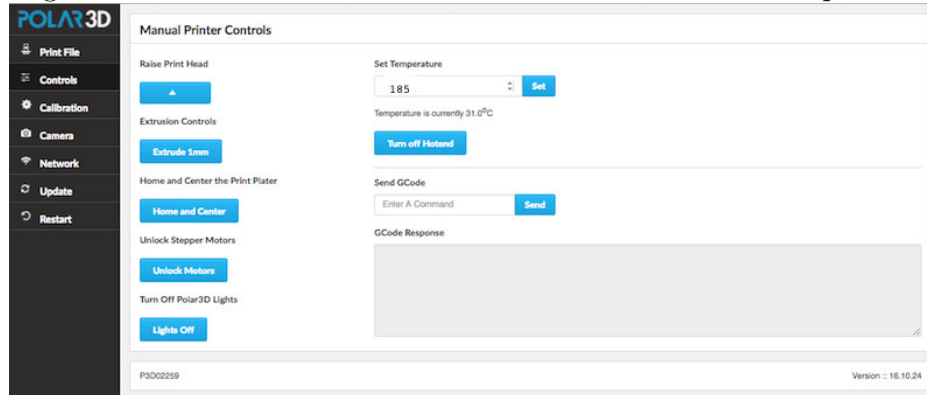 POLAR3D
Print File
Controls
Calibration
Camera
Network
Update
Restart
Manual Printer Controls
Raise Print Head
Extrusion Controls
Extrude 1mm
Home and Center the Print Plater
Home and Center
Unlock Stepper Motors
Unlock Motors
Turn Off Polar3D Lights
Lights Off
Set Temperature
185 Set
Temperature is currently 31.0⁰C
Turn off Hotend
Send GCode
Enter A Command Send
GCode Response
P3D02259 Version :: 16.10.24